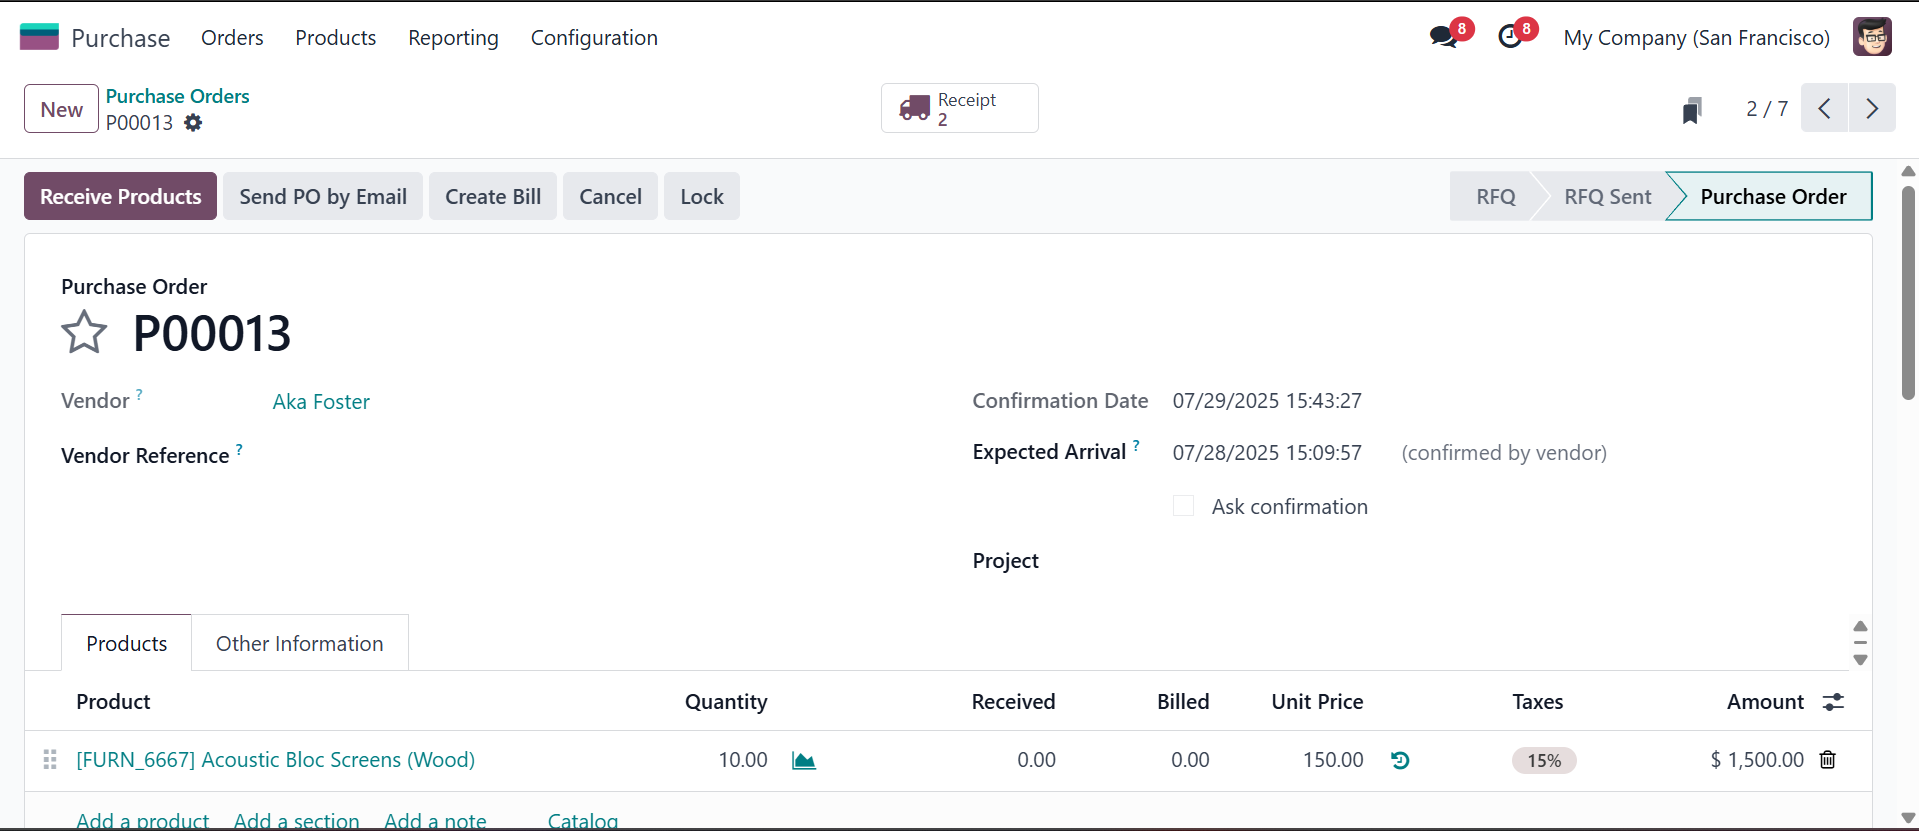 Purchase Orders Products Reporting Configuration 8 8 My Company (San Francisco)
New Purchase Orders Receipt
P00013 2 2 / 7
Receive Products Send PO by Email Create Bill Cancel Lock RFQ RFQ Sent Purchase Order
Purchase Order
P00013
Vendor ? Aka Foster Confirmation Date 07/29/2025 15:43:27
Vendor Reference ? Expected Arrival ? 07/28/2025 15:09:57 (confirmed by vendor)
Ask confirmation
Project
Products Other Information
Product Quantity Received Billed Unit Price Taxes Amount
[FURN_6667] Acoustic Bloc Screens (Wood) 10.00 0.00 0.00 150.00 15% $ 1,500.00
Add a product Add a section Add a note Catalog